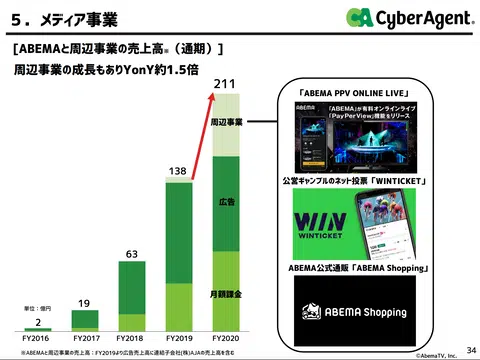 5．メディア事業
CyberAgent®
[ABEMAと周辺事業の売上高※（通期）]
周辺事業の成長もありYonY約1.5倍
211
周辺事業
138
広告
63
月額課金
単位：億円
19
2
FY2016 FY2017 FY2018 FY2019 FY2020
「ABEMA PPV ONLINE LIVE」
ABEMA
「ABEMA」が有料オンラインライブ
「PayPerView」機能をリリース
公営ギャンブルのネット投票「WINTICKET」
WIN
WINTICKET
ABEMA公式通販「ABEMA Shopping」
ABEMA Shopping
※ABEMAと周辺事業の売上高：FY2019より広告売上高に連結子会社(株)AJAの売上高を含む
34
©AbemaTV, Inc.